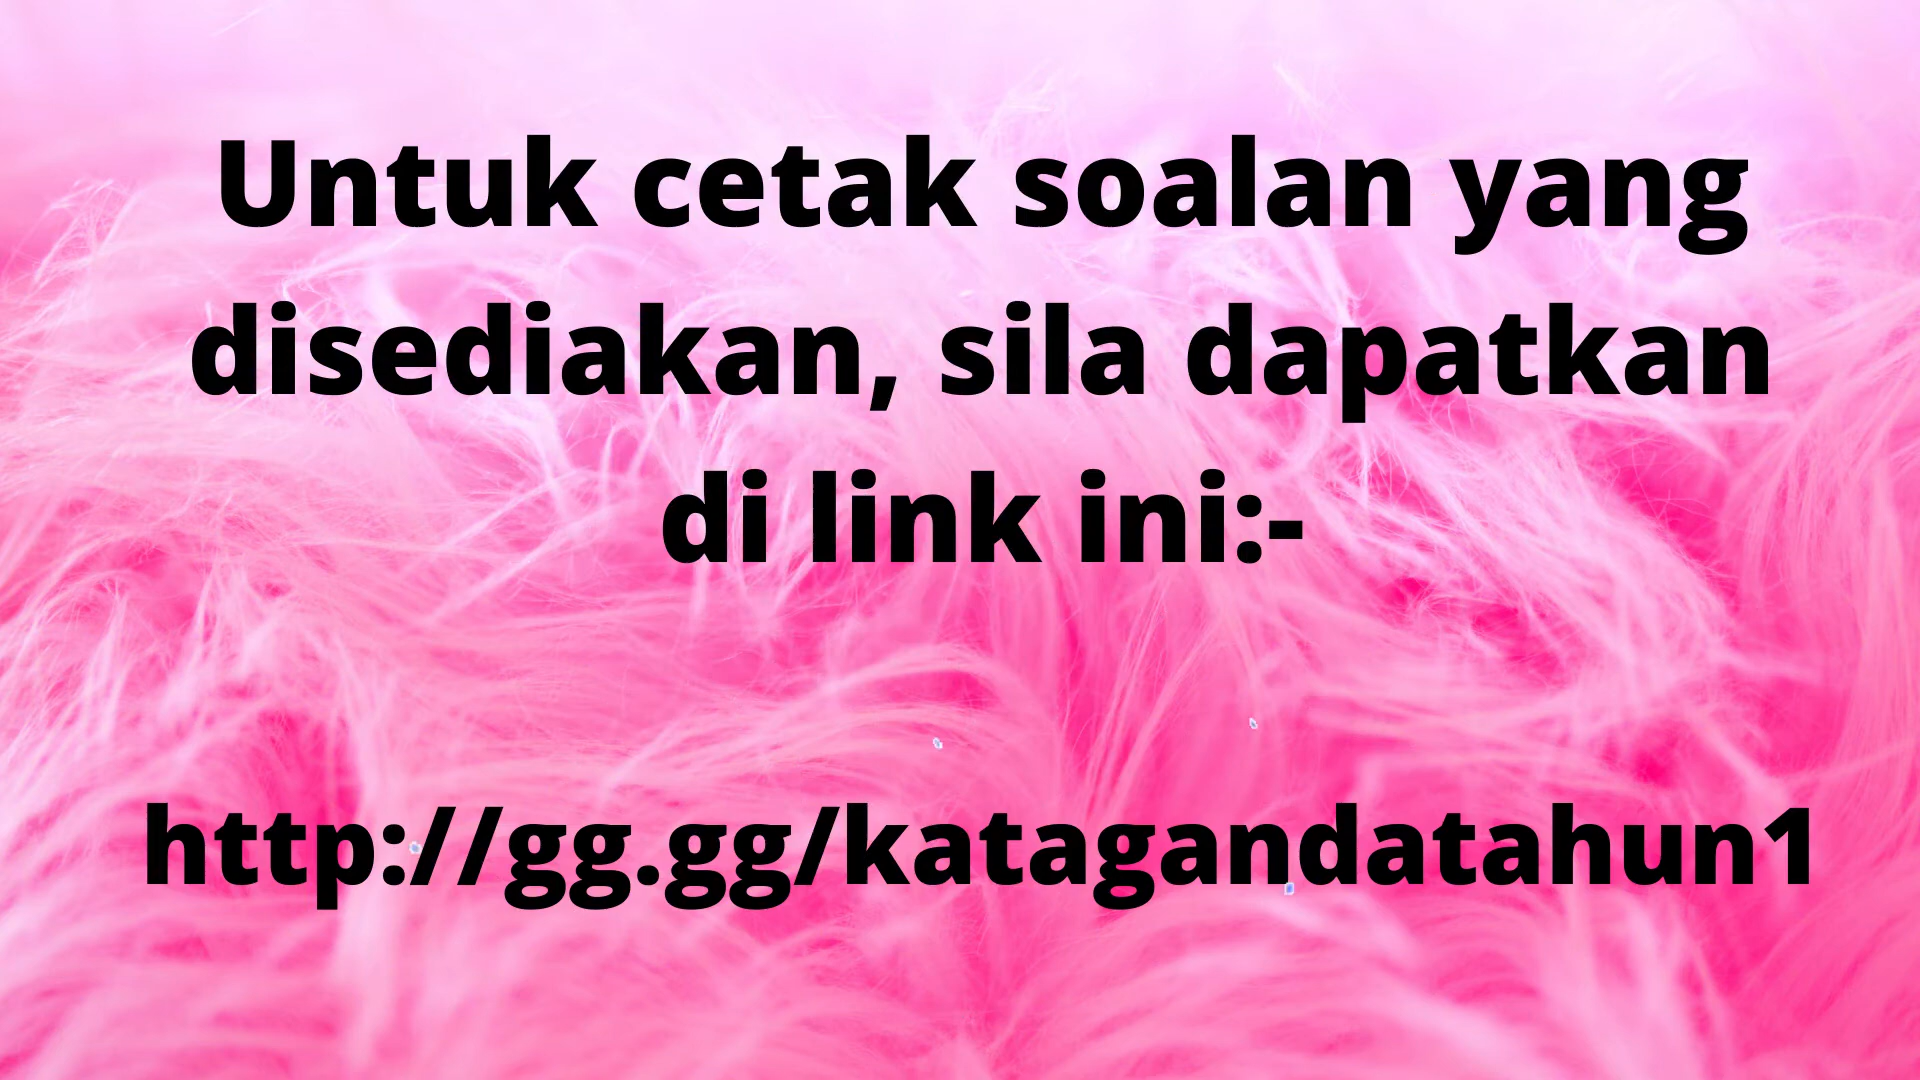 Untuk cetak soalan yang
disediakan, sila dapatkan
di link ini:-
http://gg.gg/katagandatahun1